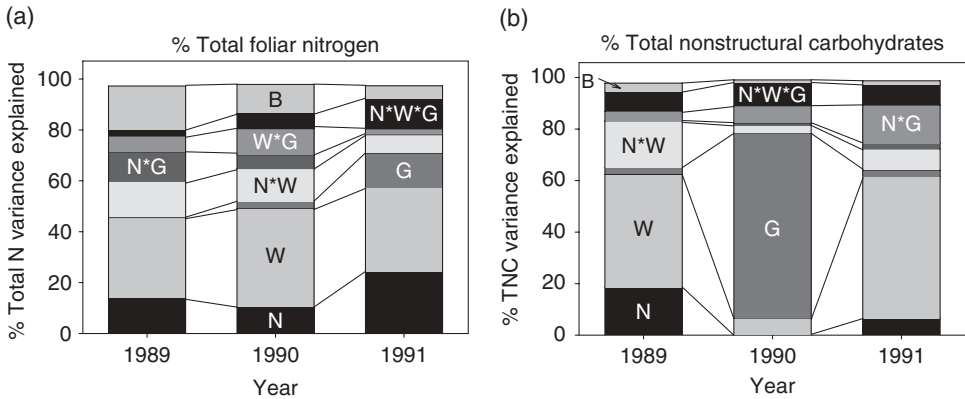 (a)
% Total foliar nitrogen
% Total N variance explained
100
80
60
40
20
0
B
N*W*G
W*G
N*G
G
N*W
W
N
1989 1990 1991
Year
(b)
% Total nonstructural carbohydrates
% TNC variance explained
100
80
60
40
20
0
B
N*W*G
N*G
N*W
W
G
N
1989 1990 1991
Year